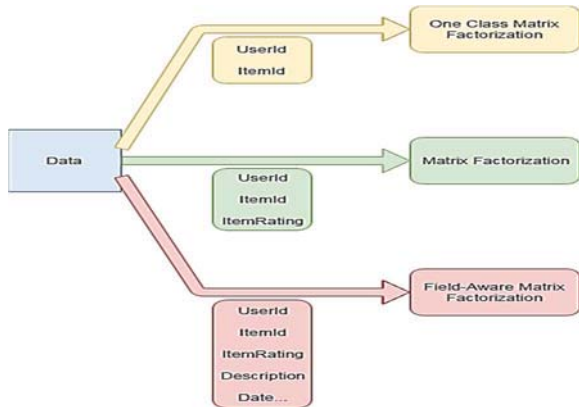 One Class Matrix
Factorization
UserId
ItemId
Data
Matrix Factorization
UserId
ItemId
ItemRating
Field-Aware Matrix
Factorization
UserId
ItemId
ItemRating
Description
Date...